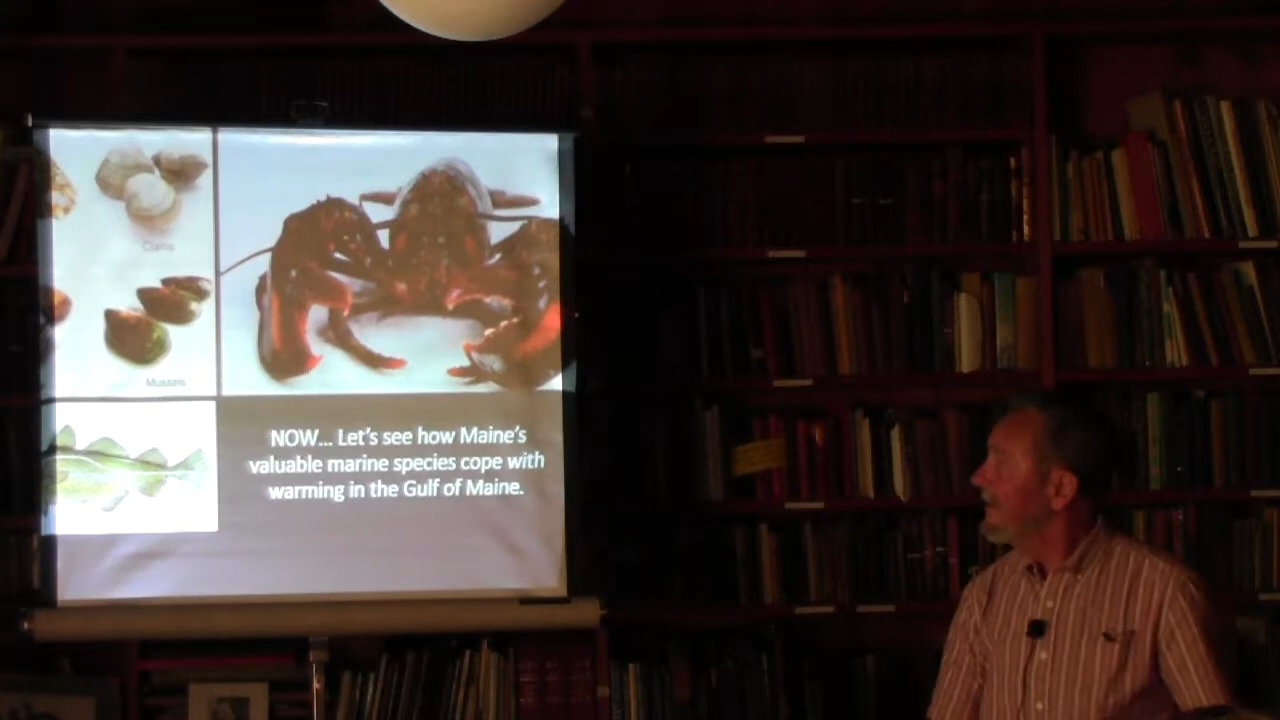 Clams
Mussels
NOW... Let's see how Maine's
valuable marine species cope with
warming in the Gulf of Maine.